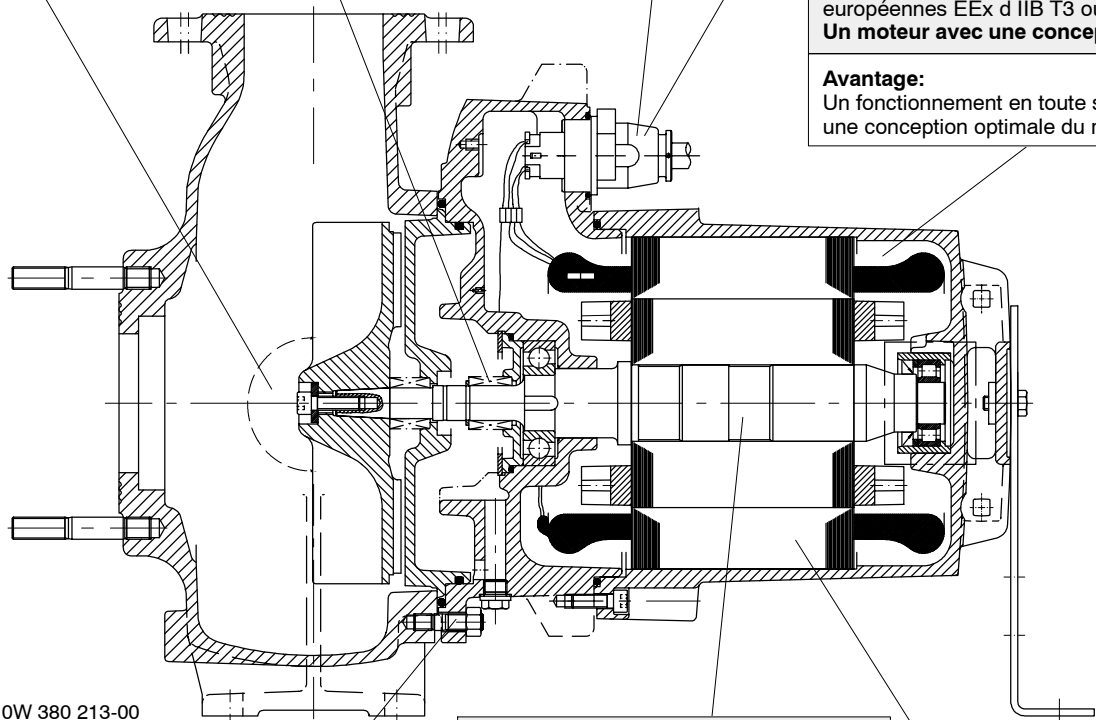 européennes EEx d IIB T3 ou
Un moteur avec une concep
Avantage:
Un fonctionnement en toute s
une conception optimale du
0W 380 213-00